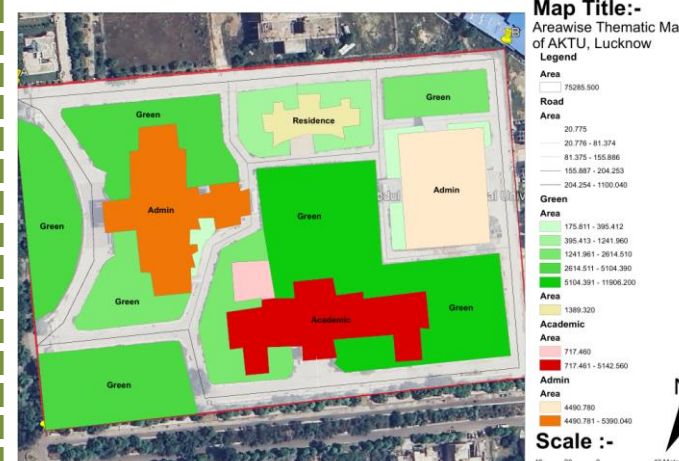 Map Title:-
Areawise Thematic Ma
of AKTU, Lucknow
Legend
Area
75285.500
Road
Area
20.775
20.776 - 81.374
81.375 - 155.886
155.887 - 204.253
204.254 - 1100.040
Green
Area
175.811 - 395.412
395.413 - 1241.960
1241.961 - 2614.510
2614.511 - 5104.390
5104.391 - 11906.200
Area
1389.320
Academic
Area
717.460
717.461 - 5142.560
Admin
Area
4490.780
4490.781 - 5390.040
Scale :-
N
Green
Green
Residence
Admin
Admin
Green
Green
Green
Green
Academic
Green